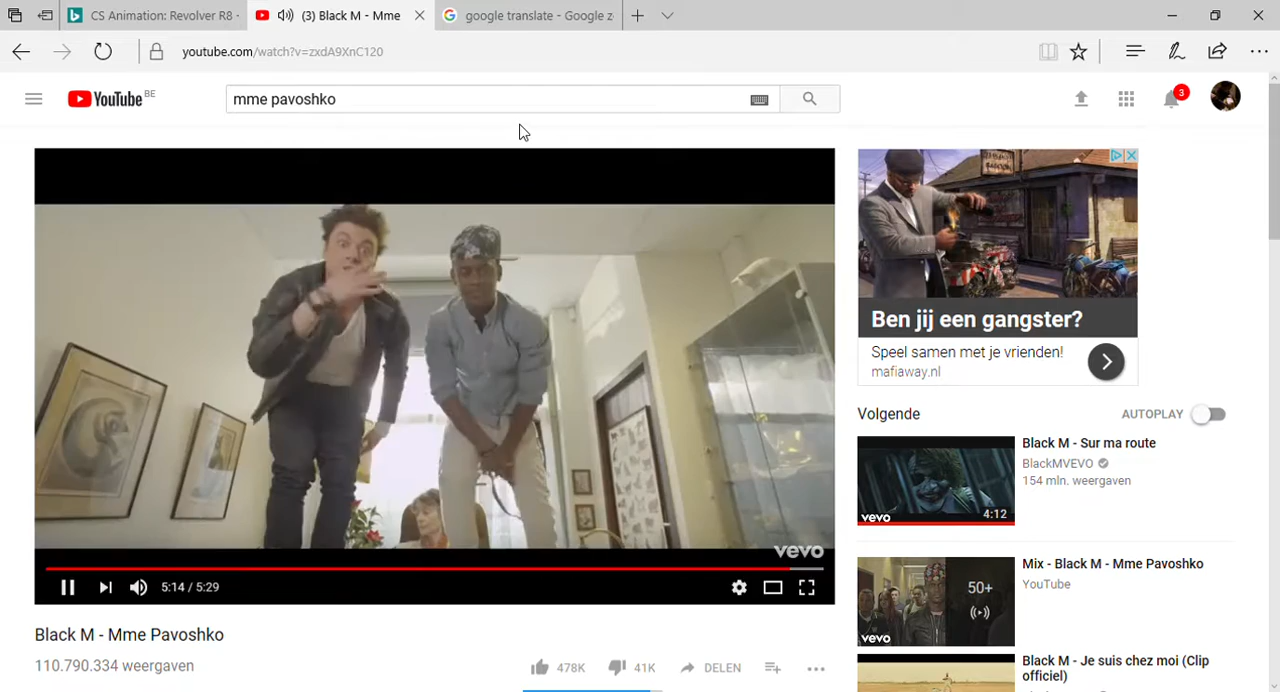 CS Animation: Revolver R8 -
(3) Black M - Mme
google translate - Google z
youtube.com/watch?v=zxdA9XnC120
YouTube BE
mme pavoshko
3
Ben jij een gangster?
Speel samen met je vrienden!
mafiaway.nl
Volgende
AUTOPLAY
Black M - Sur ma route
BlackMVEVO
154 mln. weergaven
vevo
4:12
vevo
5:14 / 5:29
Mix - Black M - Mme Pavoshko
YouTube
50+
vevo
Black M - Mme Pavoshko
110.790.334 weergaven
478K
41K
DELEN
Black M - Je suis chez moi (Clip
officiel)